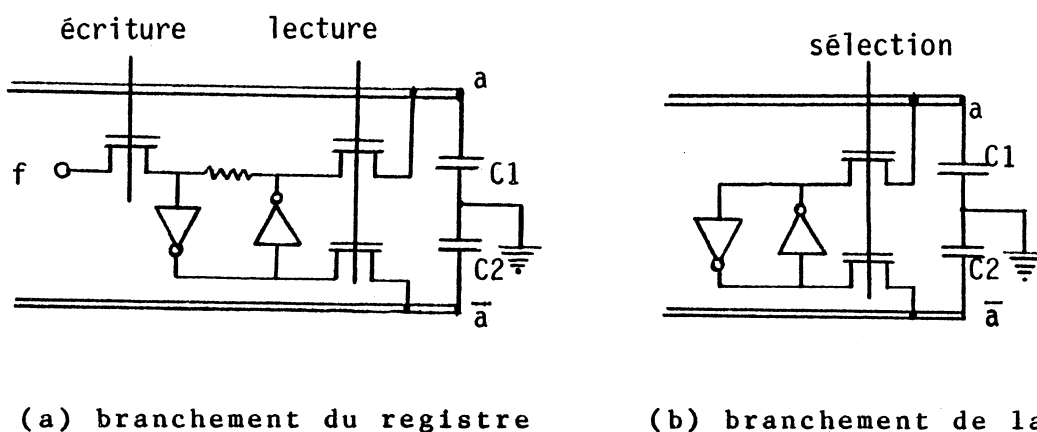 écriture lecture
a
f
C1
C2
a̅
(a) branchement du registre
sélection
a
C1
C2
a̅
(b) branchement de la